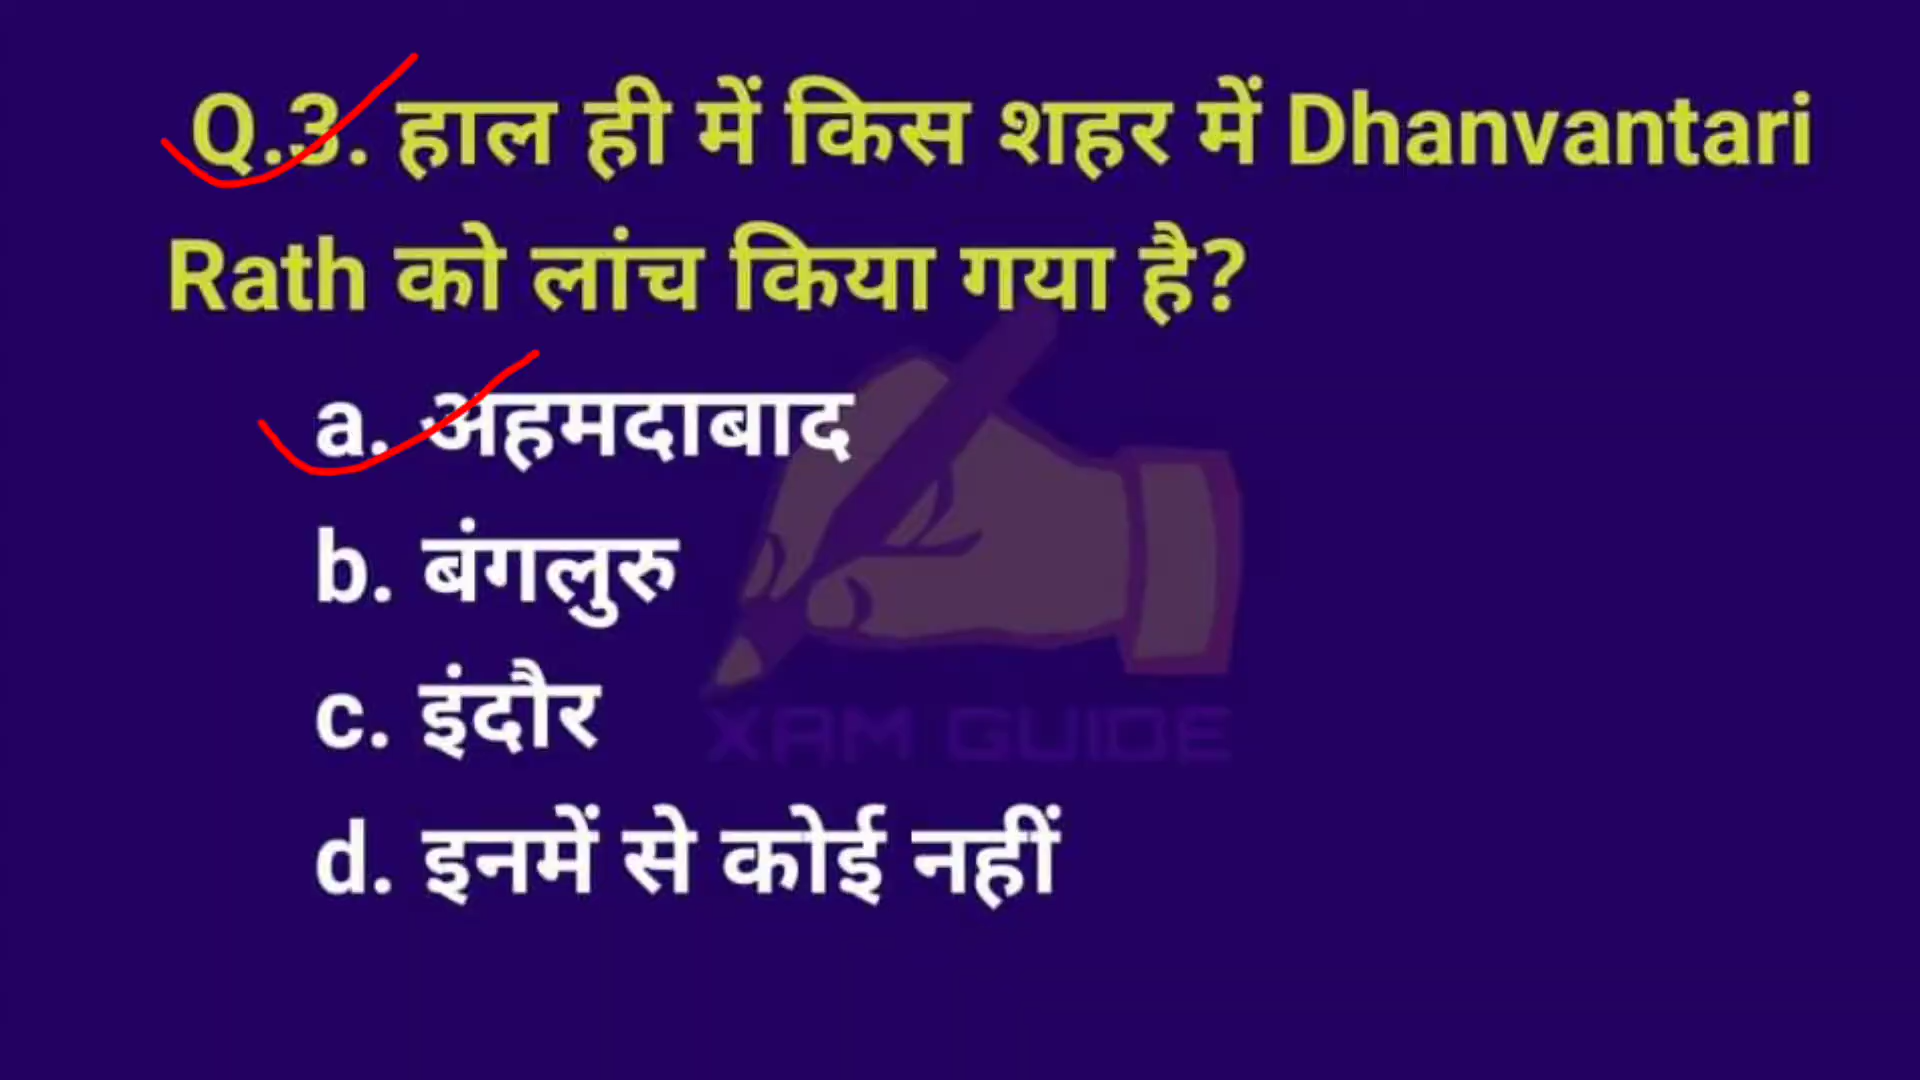 Q.3. हाल ही में किस शहर में Dhanvantari
Rath को लांच किया गया है?
a. अहमदाबाद
b. बंगलुरु
c. इंदौर
d. इनमें से कोई नहीं
XAM GUIDE